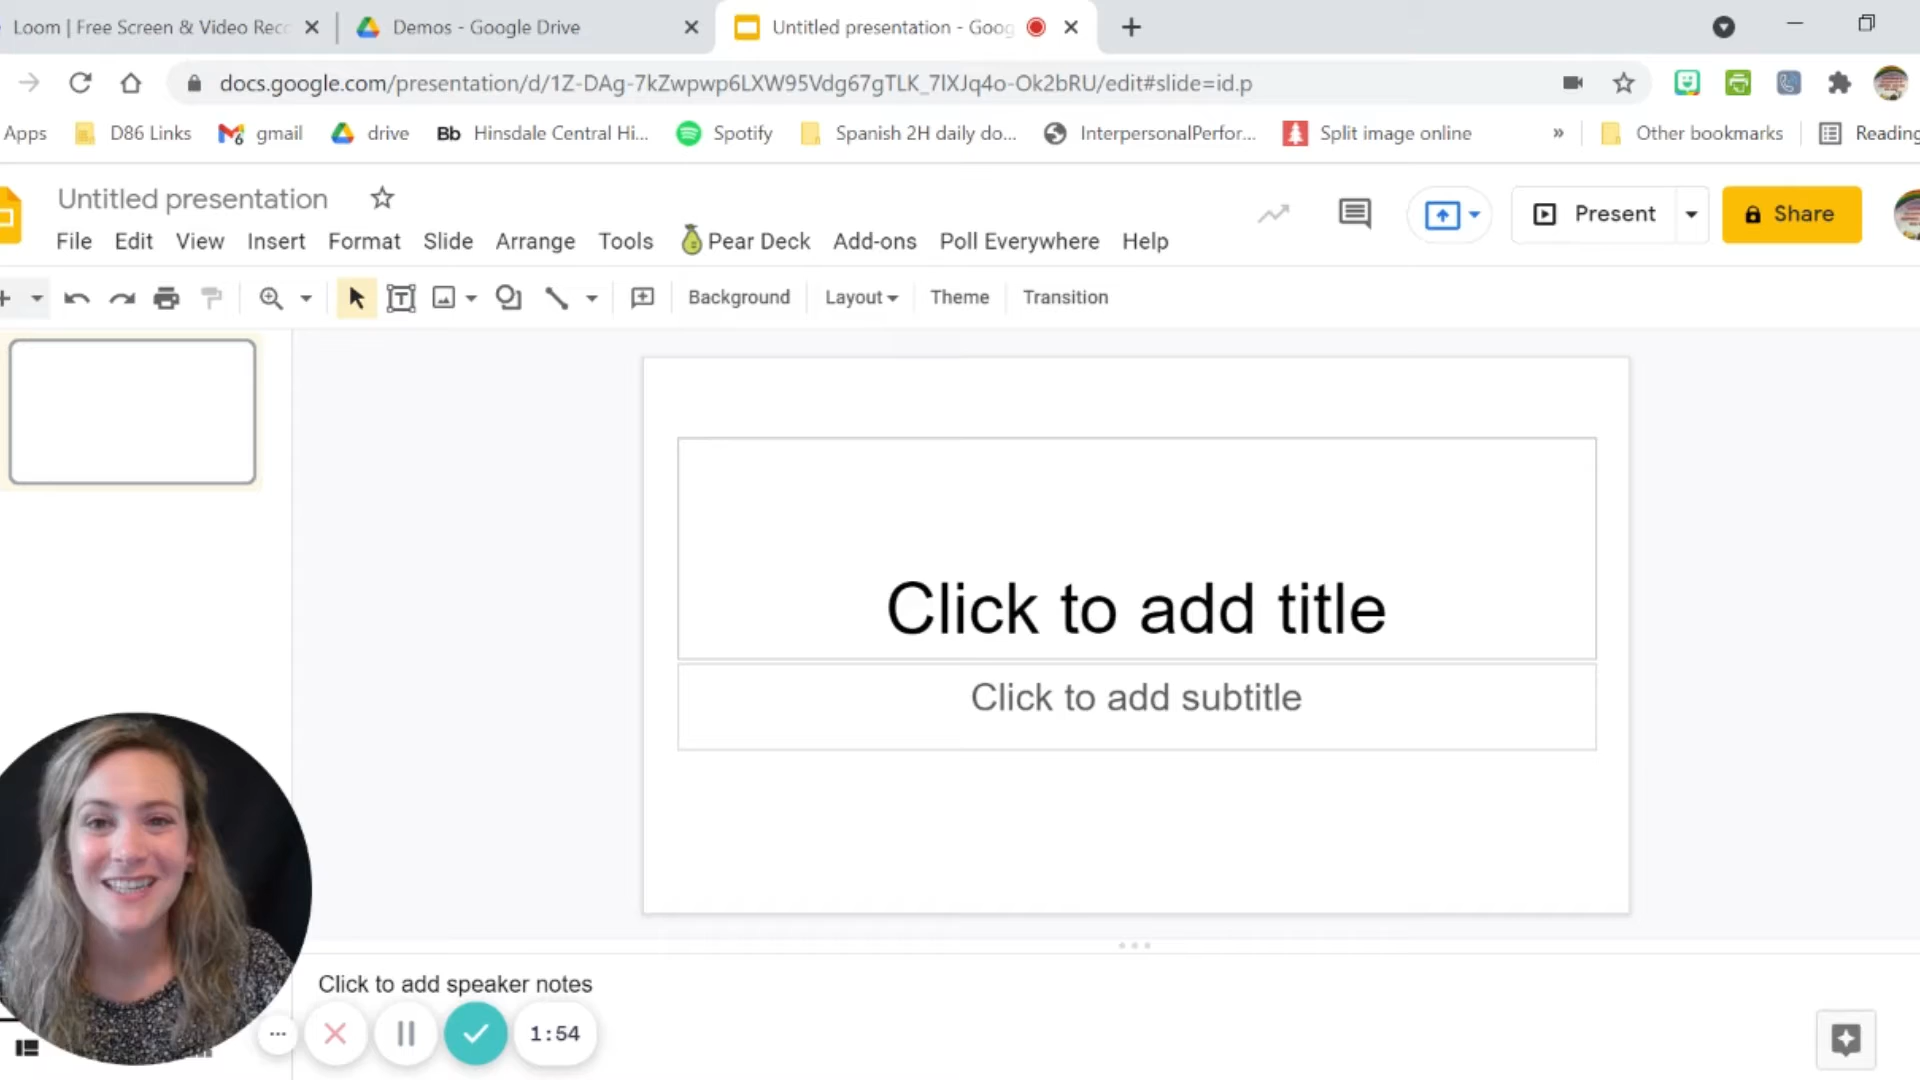 Loom | Free Screen & Video Rec
Demos - Google Drive
Untitled presentation - Goog
docs.google.com/presentation/d/1Z-DAg-7kZwpwp6LXW95Vdg67gTLK_7lXJq4o-Ok2bRU/edit#slide=id.p
Apps
D86 Links
gmail
drive
Bb Hinsdale Central Hi...
Spotify
Spanish 2H daily do...
InterpersonalPerfor...
Split image online
»
Other bookmarks
Reading
Untitled presentation
Present
Share
File Edit View Insert Format Slide Arrange Tools Pear Deck Add-ons Poll Everywhere Help
Background
Layout
Theme
Transition
Click to add title
Click to add subtitle
Click to add speaker notes
1:54